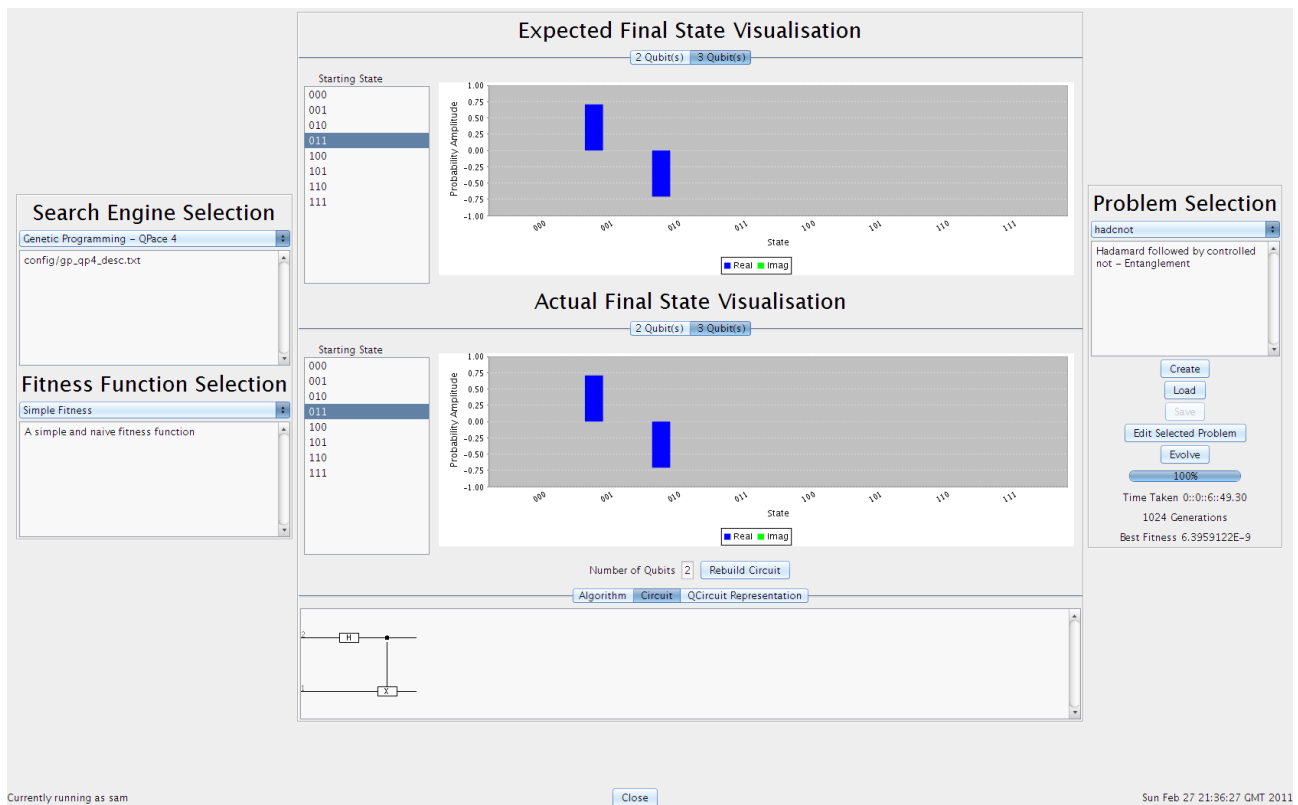 Expected Final State Visualisation
2 Qubit(s) 3 Qubit(s)
Starting State
000
001
010
011
100
101
110
111
Probability Amplitude
1.00
0.75
0.50
0.25
0.00
-0.25
-0.50
-0.75
-1.00
000 001 010 011 100 101 110 111
State
Real Imag
Search Engine Selection
Genetic Programming – QPace 4
config/gp_qp4_desc.txt
Fitness Function Selection
Simple Fitness
A simple and naive fitness function
Actual Final State Visualisation
2 Qubit(s) 3 Qubit(s)
Starting State
000
001
010
011
100
101
110
111
Probability Amplitude
1.00
0.75
0.50
0.25
0.00
-0.25
-0.50
-0.75
-1.00
000 001 010 011 100 101 110 111
State
Real Imag
Number of Qubits 2 Rebuild Circuit
Algorithm Circuit QCircuit Representation
2 H
1 X
Problem Selection
hadcnot
Hadamard followed by controlled
not – Entanglement
Create
Load
Save
Edit Selected Problem
Evolve
100%
Time Taken 0::0::6::49.30
1024 Generations
Best Fitness 6.3959122E-9
Currently running as sam
Close
Sun Feb 27 21:36:27 GMT 2011